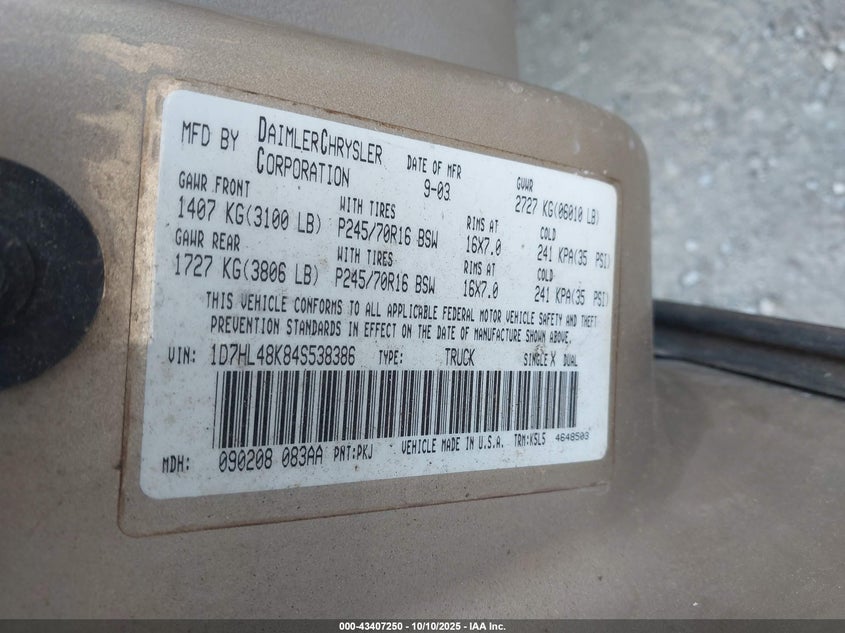 MFD BY DAIMLERCHRYSLER CORPORATION DATE OF MFR 9-03 GVWR 2727 KG(06010 LB)
GAWR FRONT WITH TIRES RIMS AT COLD
1407 KG(3100 LB) P245/70R16 BSW 16X7.0 241 KPA(35 PSI)
GAWR REAR WITH TIRES RIMS AT COLD
1727 KG(3806 LB) P245/70R16 BSW 16X7.0 241 KPA(35 PSI)
THIS VEHICLE CONFORMS TO ALL APPLICABLE FEDERAL MOTOR VEHICLE SAFETY AND THEFT
PREVENTION STANDARDS IN EFFECT ON THE DATE OF MANUFACTURE SHOWN ABOVE.
VIN: 1D7HL48K84S538386 TYPE: TRUCK SINGLE X DUAL
MDH: 090208 083AA PNT:PKJ VEHICLE MADE IN U.S.A. TRM:K5L5 4648503
000-43407250 - 10/10/2025 - IAA Inc.